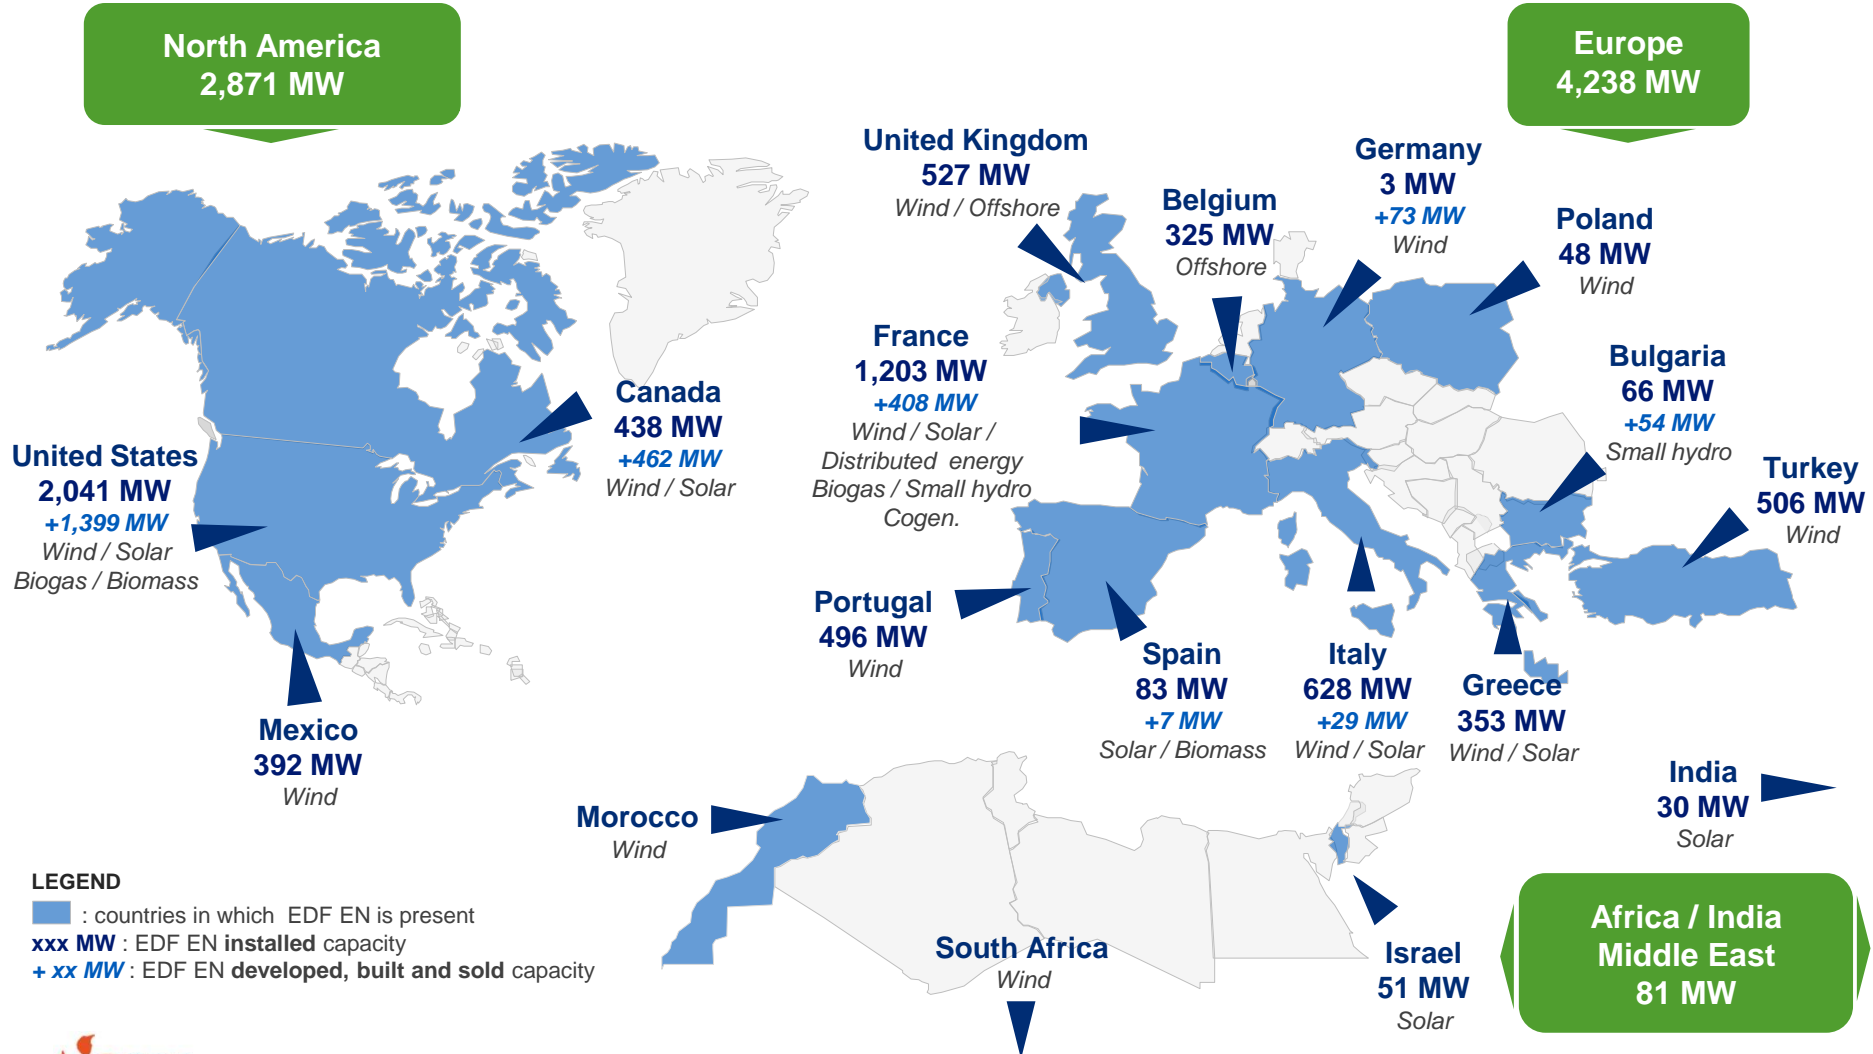 North America
2,871 MW
Europe
4,238 MW
United Kingdom
527 MW
Wind / Offshore
Belgium
325 MW
Offshore
Germany
3 MW
+73 MW
Wind
Poland
48 MW
Wind
France
1,203 MW
+408 MW
Wind / Solar /
Distributed energy
Biogas / Small hydro
Cogen.
Bulgaria
66 MW
+54 MW
Small hydro
Turkey
506 MW
Wind
Canada
438 MW
+462 MW
Wind / Solar
United States
2,041 MW
+1,399 MW
Wind / Solar
Biogas / Biomass
Mexico
392 MW
Wind
Portugal
496 MW
Wind
Spain
83 MW
+7 MW
Solar / Biomass
Italy
628 MW
+29 MW
Wind / Solar
Greece
353 MW
Wind / Solar
India
30 MW
Solar
Morocco
Wind
South Africa
Wind
Israel
51 MW
Solar
Africa / India
Middle East
81 MW
LEGEND
: countries in which EDF EN is present
xxx MW : EDF EN installed capacity
+ xx MW : EDF EN developed, built and sold capacity